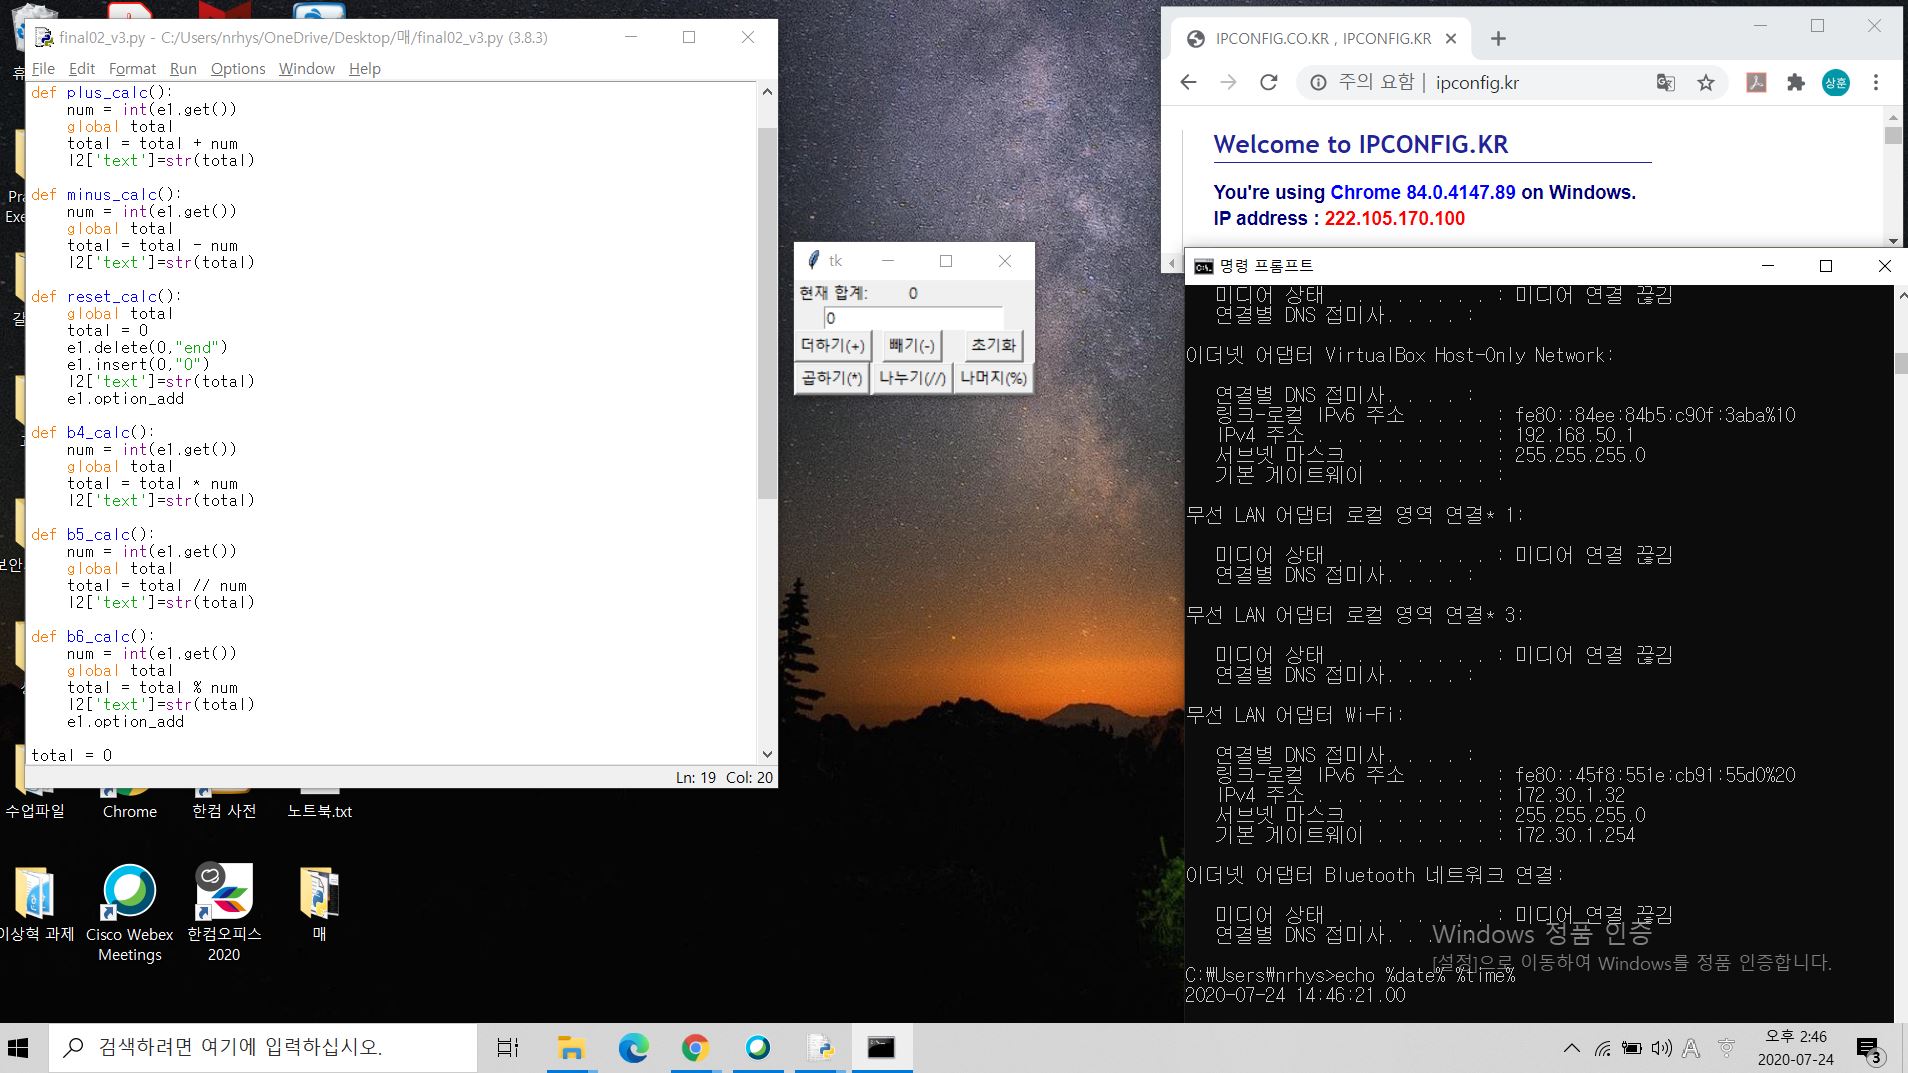 final02_v3.py - C:/Users/nrhys/OneDrive/Desktop/매/final02_v3.py (3.8.3)
File Edit Format Run Options Window Help
def plus_calc():
    num = int(e1.get())
    global total
    total = total + num
    l2['text']=str(total)
def minus_calc():
    num = int(e1.get())
    global total
    total = total - num
    l2['text']=str(total)
def reset_calc():
    global total
    total = 0
    e1.delete(0,"end")
    e1.insert(0,"0")
    l2['text']=str(total)
    e1.option_add
def b4_calc():
    num = int(e1.get())
    global total
    total = total * num
    l2['text']=str(total)
def b5_calc():
    num = int(e1.get())
    global total
    total = total // num
    l2['text']=str(total)
def b6_calc():
    num = int(e1.get())
    global total
    total = total % num
    l2['text']=str(total)
    e1.option_add
total = 0
Ln: 19 Col: 20
tk
현재 합계: 0
0
더하기(+) 빼기(-) 초기화
곱하기(*) 나누기(//) 나머지(%)
IPCONFIG.CO.KR , IPCONFIG.KR
주의 요함 | ipconfig.kr
상훈
Welcome to IPCONFIG.KR
You're using Chrome 84.0.4147.89 on Windows.
IP address : 222.105.170.100
명령 프롬프트
미디어 상태 . . . . . . . . : 미디어 연결 끊김
연결별 DNS 접미사. . . . :
이더넷 어댑터 VirtualBox Host-Only Network:
연결별 DNS 접미사. . . . :
링크-로컬 IPv6 주소 . . . . : fe80::84ee:84b5:c90f:3aba%10
IPv4 주소 . . . . . . . . . : 192.168.50.1
서브넷 마스크 . . . . . . . : 255.255.255.0
기본 게이트웨이 . . . . . . :
무선 LAN 어댑터 로컬 영역 연결* 1:
미디어 상태 . . . . . . . . : 미디어 연결 끊김
연결별 DNS 접미사. . . . :
무선 LAN 어댑터 로컬 영역 연결* 3:
미디어 상태 . . . . . . . . : 미디어 연결 끊김
연결별 DNS 접미사. . . . :
무선 LAN 어댑터 Wi-Fi:
연결별 DNS 접미사. . . . :
링크-로컬 IPv6 주소 . . . . : fe80::45f8:551e:cb91:55d0%20
IPv4 주소 . . . . . . . . . : 172.30.1.32
서브넷 마스크 . . . . . . . : 255.255.255.0
기본 게이트웨이 . . . . . . : 172.30.1.254
이더넷 어댑터 Bluetooth 네트워크 연결:
미디어 상태 . . . . . . . . : 미디어 연결 끊김
연결별 DNS 접미사. . .
Windows 정품 인증
[설정]으로 이동하여 Windows를 정품 인증합니다.
C:\Users\nrhys>echo %date% %time%
2020-07-24 14:46:21.00
수업파일 Chrome 한컴 사전 노트북.txt
이상혁 과제 Cisco Webex Meetings 한컴오피스 2020 매
검색하려면 여기에 입력하십시오.
오후 2:46
2020-07-24
3